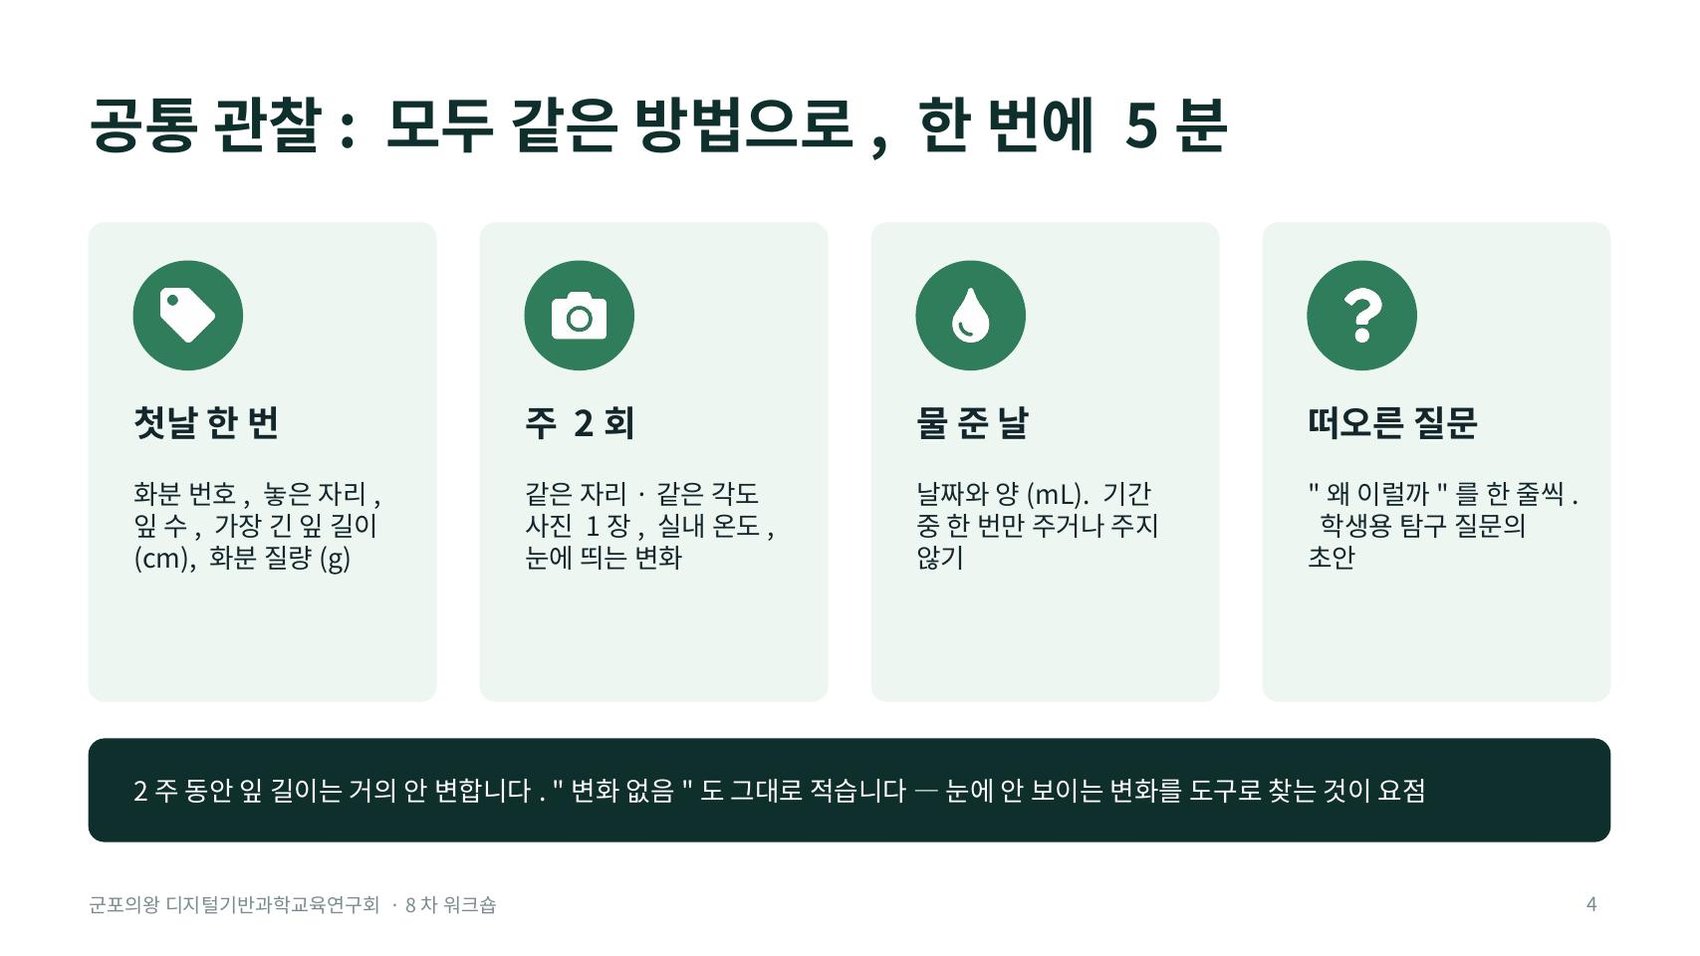 공통 관찰 : 모두 같은 방법으로 , 한 번에 5 분
첫날 한 번
화분 번호 , 놓은 자리 ,
잎 수 , 가장 긴 잎 길이
(cm), 화분 질량 (g)
주 2 회
같은 자리 · 같은 각도
사진 1 장 , 실내 온도 ,
눈에 띄는 변화
물 준 날
날짜와 양 (mL). 기간
중 한 번만 주거나 주지
않기
떠오른 질문
" 왜 이럴까 " 를 한 줄씩 .
학생용 탐구 질문의
초안
2 주 동안 잎 길이는 거의 안 변합니다 . " 변화 없음 " 도 그대로 적습니다 — 눈에 안 보이는 변화를 도구로 찾는 것이 요점
군포의왕 디지털기반과학교육연구회 · 8 차 워크숍
4